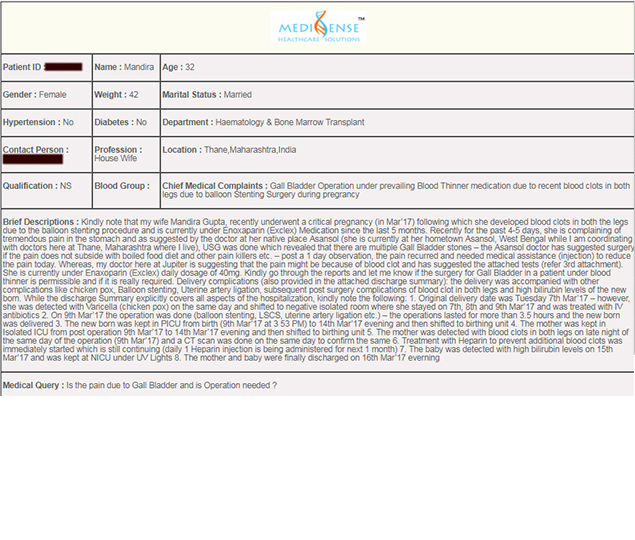 MEDISENSE™
HEALTHCARE SOLUTIONS
Patient ID :
Name : Mandira
Age : 32
Gender : Female
Weight : 42
Marital Status : Married
Hypertension : No
Diabetes : No
Department : Haematology & Bone Marrow Transplant
Contact Person :
Profession :
House Wife
Location : Thane,Maharashtra,India
Qualification : NS
Blood Group :
Chief Medical Complaints : Gall Bladder Operation under prevailing Blood Thinner medication due to recent blood clots in both
legs due to balloon Stenting Surgery during pregnancy
Brief Descriptions : Kindly note that my wife Mandira Gupta, recently underwent a critical pregnancy (in Mar'17) following which she developed blood clots in both the legs
due to the balloon stenting procedure and is currently under Enoxaparin (Exclex) Medication since the last 5 months. Recently for the past 4-5 days, she is complaining of
tremendous pain in the stomach and as suggested by the doctor at her native place Asansol (she is currently at her hometown Asansol, West Bengal while I am coordinating
with doctors here at Thane, Maharashtra where I live), USG was done which revealed that there are multiple Gall Bladder stones – the Asansol doctor has suggested surgery
if the pain does not subside with boiled food diet and other pain killers etc. – post a 1 day observation, the pain recurred and needed medical assistance (injection) to reduce
the pain today. Whereas, my doctor here at Jupiter is suggesting that the pain might be because of blood clot and has suggested the attached tests (refer 3rd attachment).
She is currently under Enaxoparin (Exclex) daily dosage of 40mg. Kindly go through the reports and let me know if the surgery for Gall Bladder in a patient under blood
thinner is permissible and if it is really required. Delivery complications (also provided in the attached discharge summary): the delivery was accompanied with other
complications like chicken pox, Balloon stenting, Uterine artery ligation, subsequent post surgery complications of blood clot in both legs and high bilirubin levels of the new
born. While the discharge Summary explicitly covers all aspects of the hospitalization, kindly note the following: 1. Original delivery date was Tuesday 7th Mar'17 – however,
she was detected with Varicella (chicken pox) on the same day and shifted to negative isolated room where she stayed on 7th, 8th and 9th Mar'17 and was treated with IV
antibiotics 2. On 9th Mar'17 the operation was done (balloon stenting, LSCS, uterine artery ligation etc.) – the operations lasted for more than 3.5 hours and the new born
was delivered 3. The new born was kept in PICU from birth (9th Mar'17 at 3 53 PM) to 14th Mar'17 evening and then shifted to birthing unit 4. The mother was kept in
Isolated ICU from post operation 9th Mar'17 to 14th Mar'17 evening and then shifted to birthing unit 5. The mother was detected with blood clots in both legs on late night of
the same day of the operation (9th Mar'17) and a CT scan was done on the same day to confirm the same 6. Treatment with Heparin to prevent additional blood clots was
immediately started which is still continuing (daily 1 Heparin injection is being administered for next 1 month) 7. The baby was detected with high bilirubin levels on 15th
Mar'17 and was kept at NICU under UV Lights 8. The mother and baby were finally discharged on 16th Mar'17 everning
Medical Query : Is the pain due to Gall Bladder and is Operation needed ?